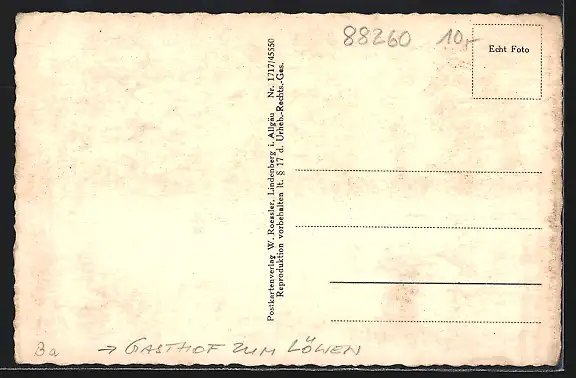 88260 10,-
Echt Foto
Postkartenverlag W. Roessler, Lindenberg i. Allgäu Nr. 1717/45550
Reproduktion vorbehalten lt. § 17 d. Urheb.-Rechts.-Ges.
Ba → GASTHOF ZUM LÖWEN